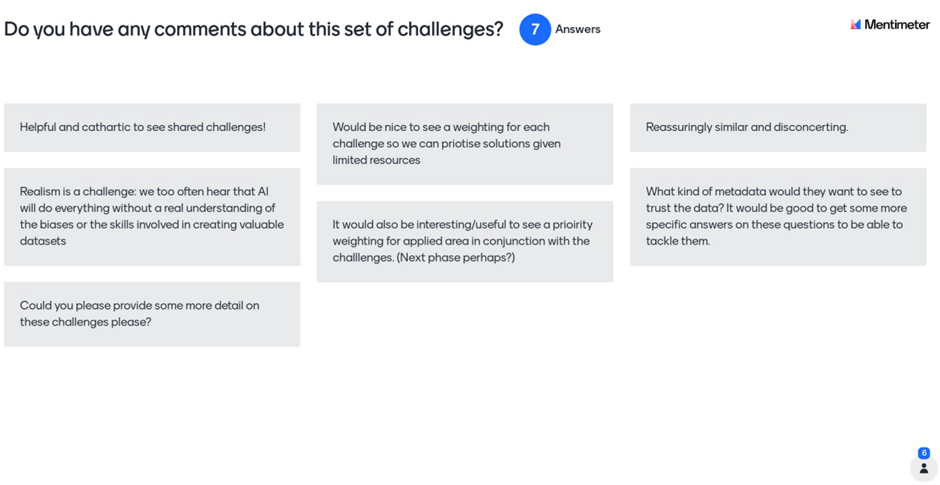 Do you have any comments about this set of challenges?
7 Answers
Mentimeter
Helpful and cathartic to see shared challenges!
Realism is a challenge: we too often hear that AI
will do everything without a real understanding of
the biases or the skills involved in creating valuable
datasets
Could you please provide some more detail on
these challenges please?
Would be nice to see a weighting for each
challenge so we can priotise solutions given
limited resources
It would also be interesting/useful to see a prioirity
weighting for applied area in conjunction with the
challlenges. (Next phase perhaps?)
Reassuringly similar and disconcerting.
What kind of metadata would they want to see to
trust the data? It would be good to get some more
specific answers on these questions to be able to
tackle them.
6